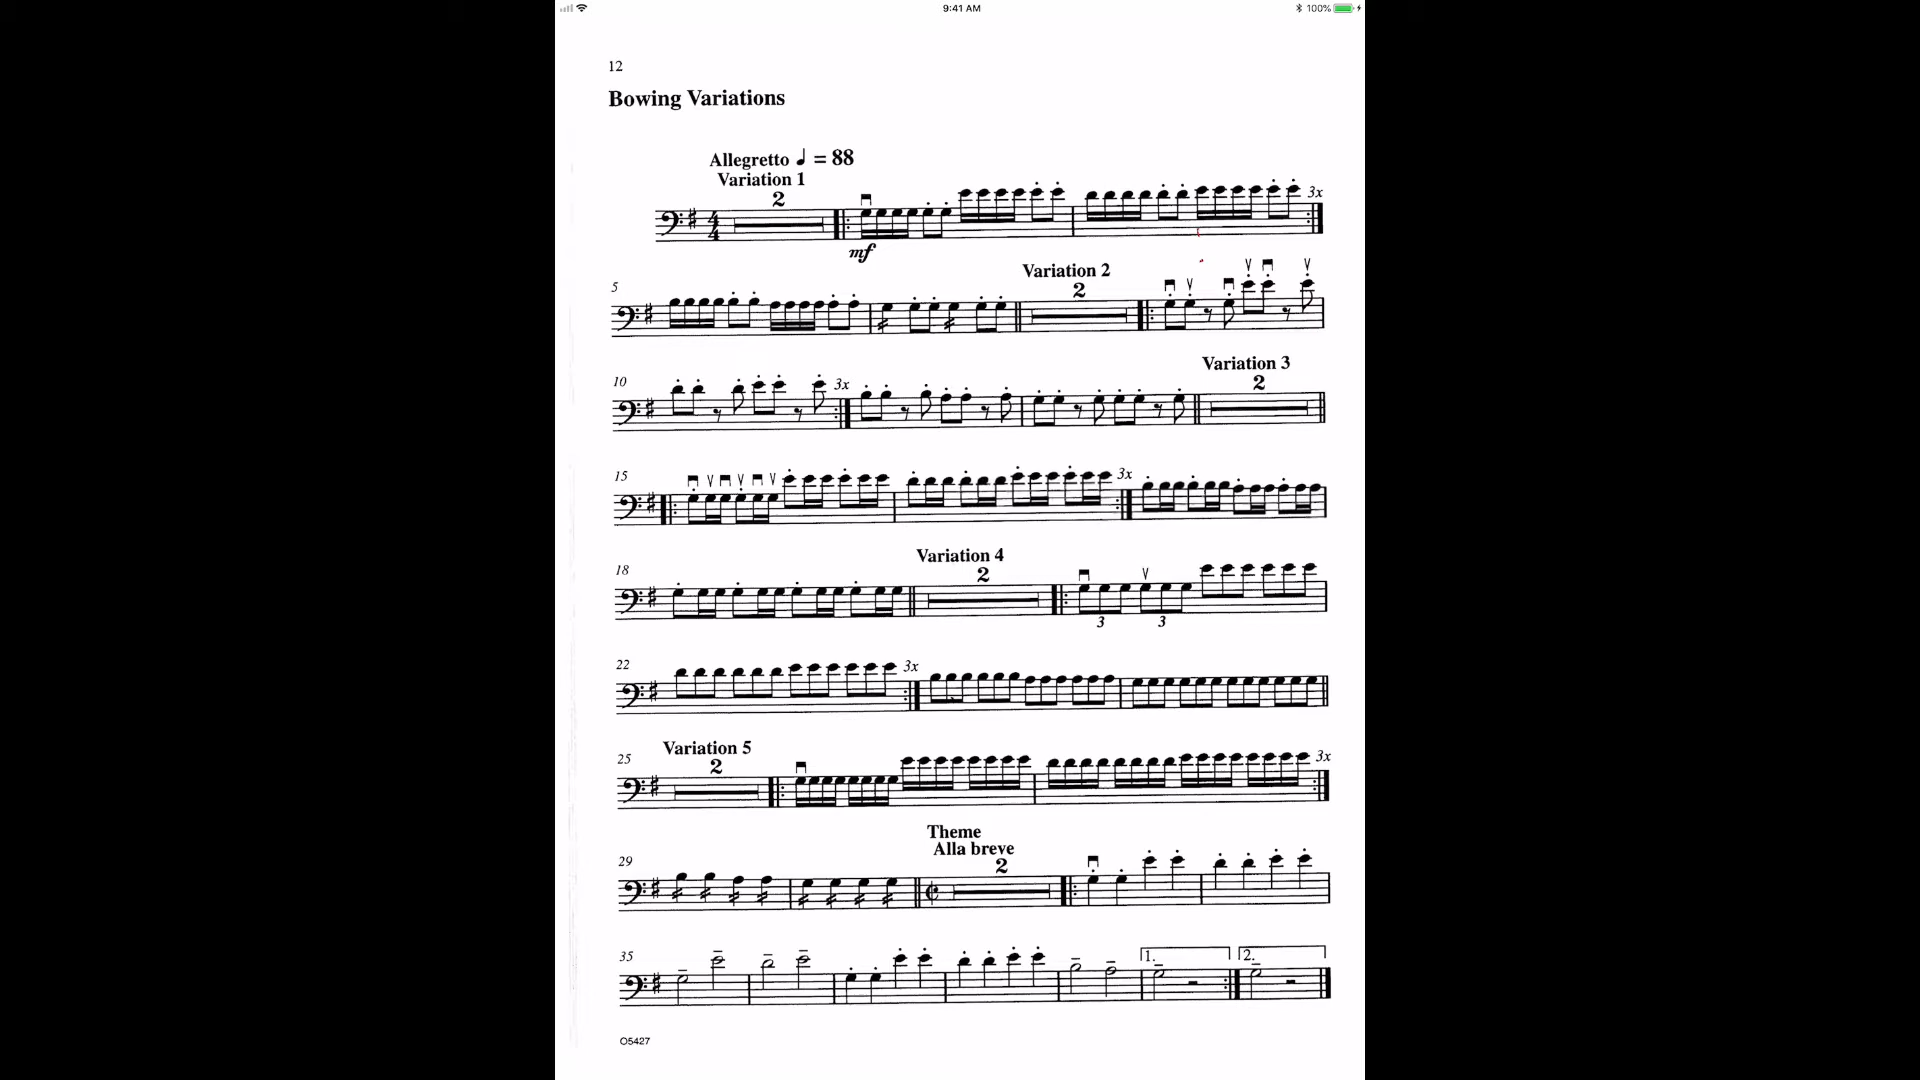 9:41 AM
100%
12
Bowing Variations
Allegretto ♩ = 88
Variation 1
2
3x
4
4
mf
5
Variation 2
2
10
3x
Variation 3
2
15
3x
18
Variation 4
2
3
3
22
3x
25
Variation 5
2
3x
29
Theme
Alla breve
2
35
1.
2.
O5427